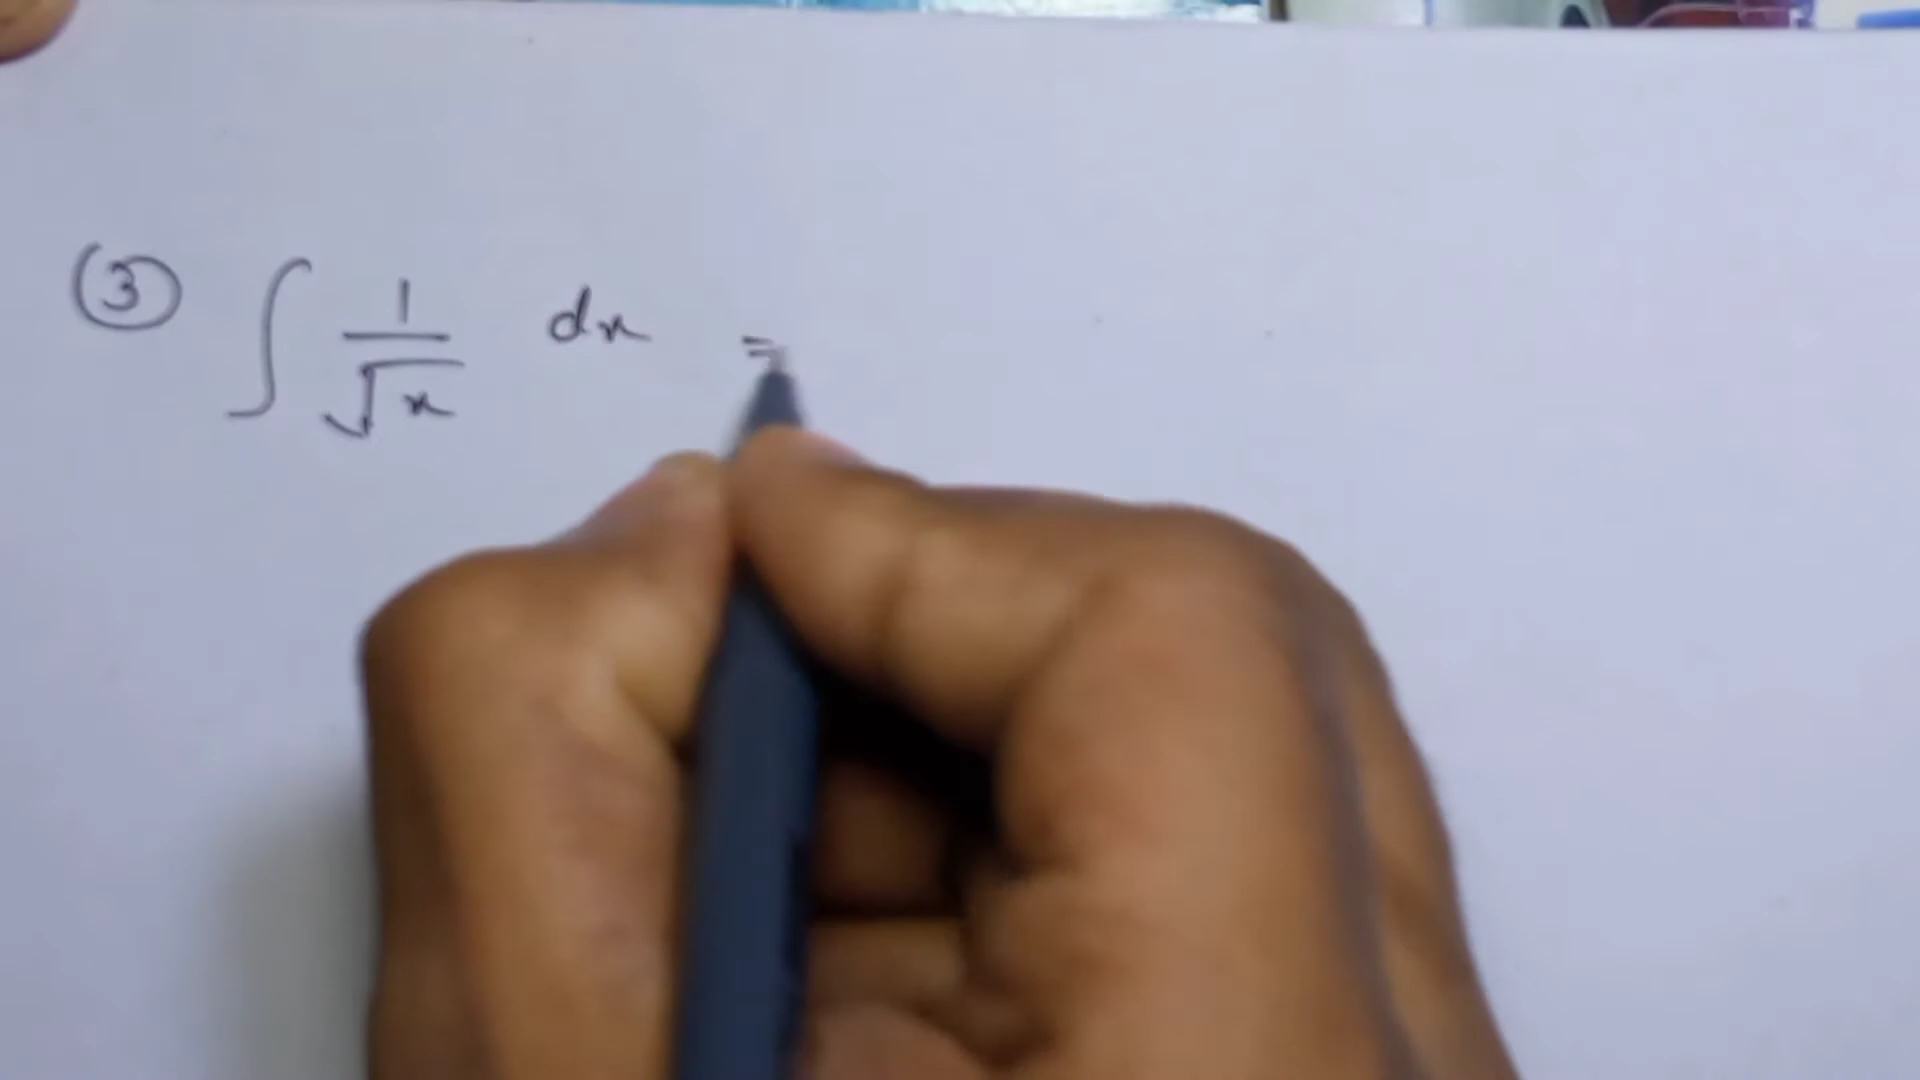 ③ ∫ 1/√x dx =